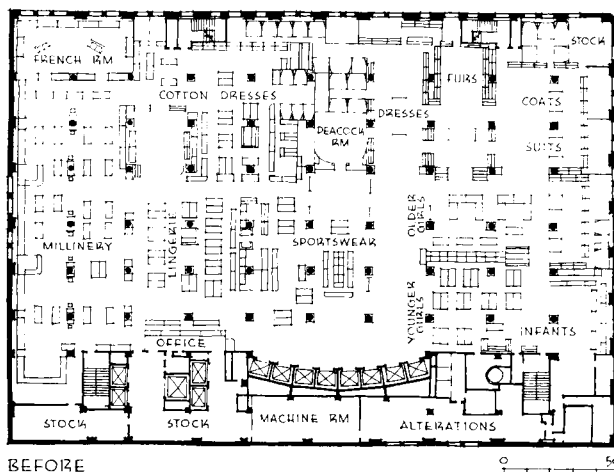 FRENCH RM
STOCK
FURS
COTTON DRESSES
COATS
DRESSES
PEACOCK
RM
SUITS
OLDER
GIRLS
LINGERIE
MILLINERY
SPORTSWEAR
YOUNGER
GIRLS
INFANTS
OFFICE
STOCK
STOCK
MACHINE RM
ALTERATIONS
BEFORE
0